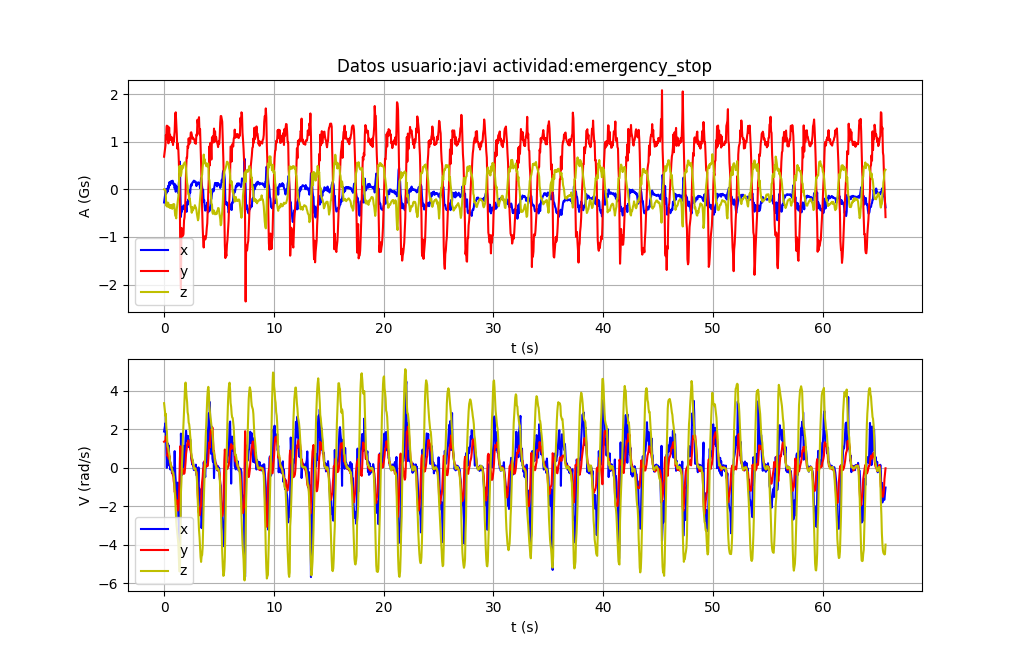 Datos usuario:javi actividad:emergency_stop
A (Gs)
2
1
0
−1
−2
x
y
z
0 10 20 30 40 50 60
t (s)
V (rad/s)
4
2
0
−2
−4
−6
x
y
z
0 10 20 30 40 50 60
t (s)